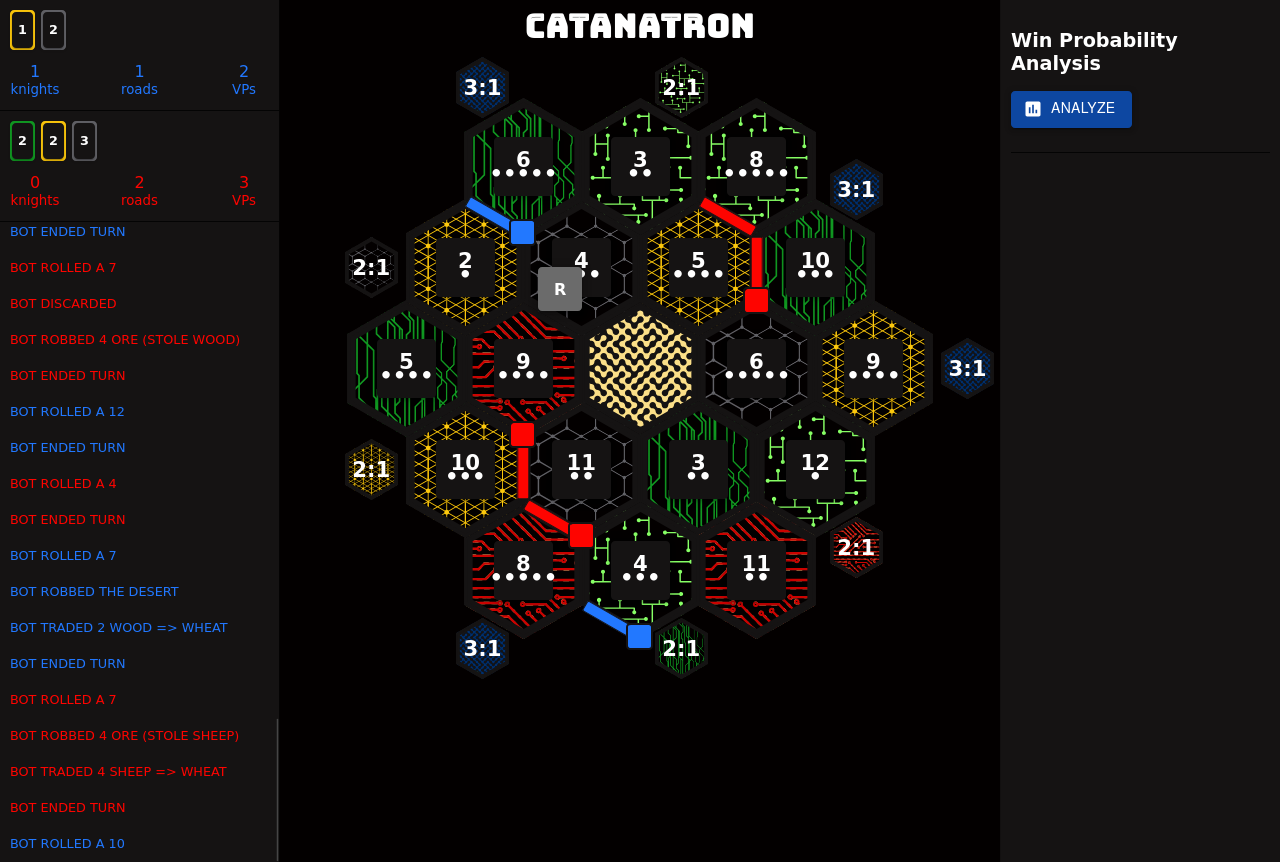 1 2
1 1 2
knights roads VPs
2 2 3
0 2 3
knights roads VPs
BOT ENDED TURN
BOT ROLLED A 7
BOT DISCARDED
BOT ROBBED 4 ORE (STOLE WOOD)
BOT ENDED TURN
BOT ROLLED A 12
BOT ENDED TURN
BOT ROLLED A 4
BOT ENDED TURN
BOT ROLLED A 7
BOT ROBBED THE DESERT
BOT TRADED 2 WOOD => WHEAT
BOT ENDED TURN
BOT ROLLED A 7
BOT ROBBED 4 ORE (STOLE SHEEP)
BOT TRADED 4 SHEEP => WHEAT
BOT ENDED TURN
BOT ROLLED A 10
CATANATRON
3:1 2:1
6 3 8
3:1
2:1 2 4 5 10
R
5 9 6 9 3:1
2:1 10 11 3 12
8 4 11 2:1
3:1 2:1
Win Probability
Analysis
ANALYZE